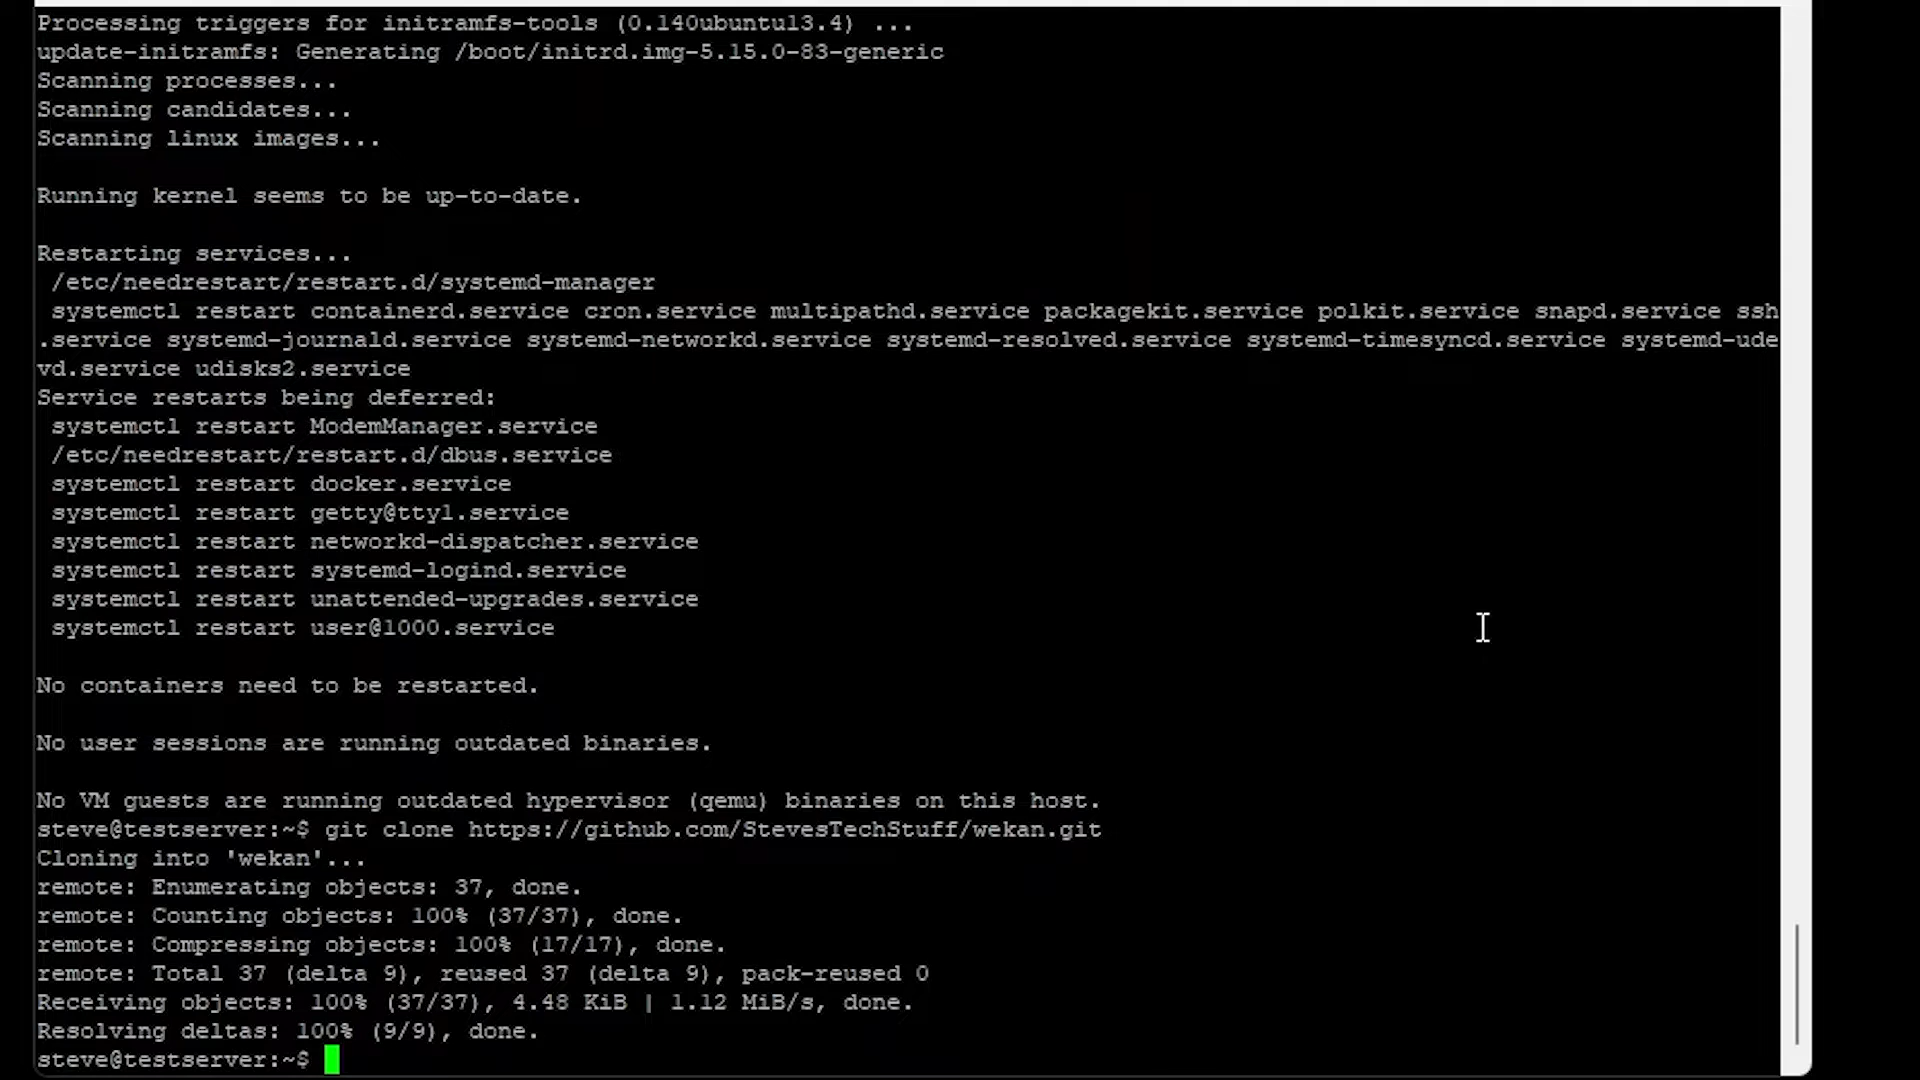 Processing triggers for initramfs-tools (0.140ubuntu13.4) ...
update-initramfs: Generating /boot/initrd.img-5.15.0-83-generic
Scanning processes...
Scanning candidates...
Scanning linux images...
Running kernel seems to be up-to-date.
Restarting services...
/etc/needrestart/restart.d/systemd-manager
systemctl restart containerd.service cron.service multipathd.service packagekit.service polkit.service snapd.service ssh
.service systemd-journald.service systemd-networkd.service systemd-resolved.service systemd-timesyncd.service systemd-ude
vd.service udisks2.service
Service restarts being deferred:
systemctl restart ModemManager.service
/etc/needrestart/restart.d/dbus.service
systemctl restart docker.service
systemctl restart getty@tty1.service
systemctl restart networkd-dispatcher.service
systemctl restart systemd-logind.service
systemctl restart unattended-upgrades.service
systemctl restart user@1000.service
No containers need to be restarted.
No user sessions are running outdated binaries.
No VM guests are running outdated hypervisor (qemu) binaries on this host.
steve@testserver:~$ git clone https://github.com/StevesTechStuff/wekan.git
Cloning into 'wekan'...
remote: Enumerating objects: 37, done.
remote: Counting objects: 100% (37/37), done.
remote: Compressing objects: 100% (17/17), done.
remote: Total 37 (delta 9), reused 37 (delta 9), pack-reused 0
Receiving objects: 100% (37/37), 4.48 KiB | 1.12 MiB/s, done.
Resolving deltas: 100% (9/9), done.
steve@testserver:~$